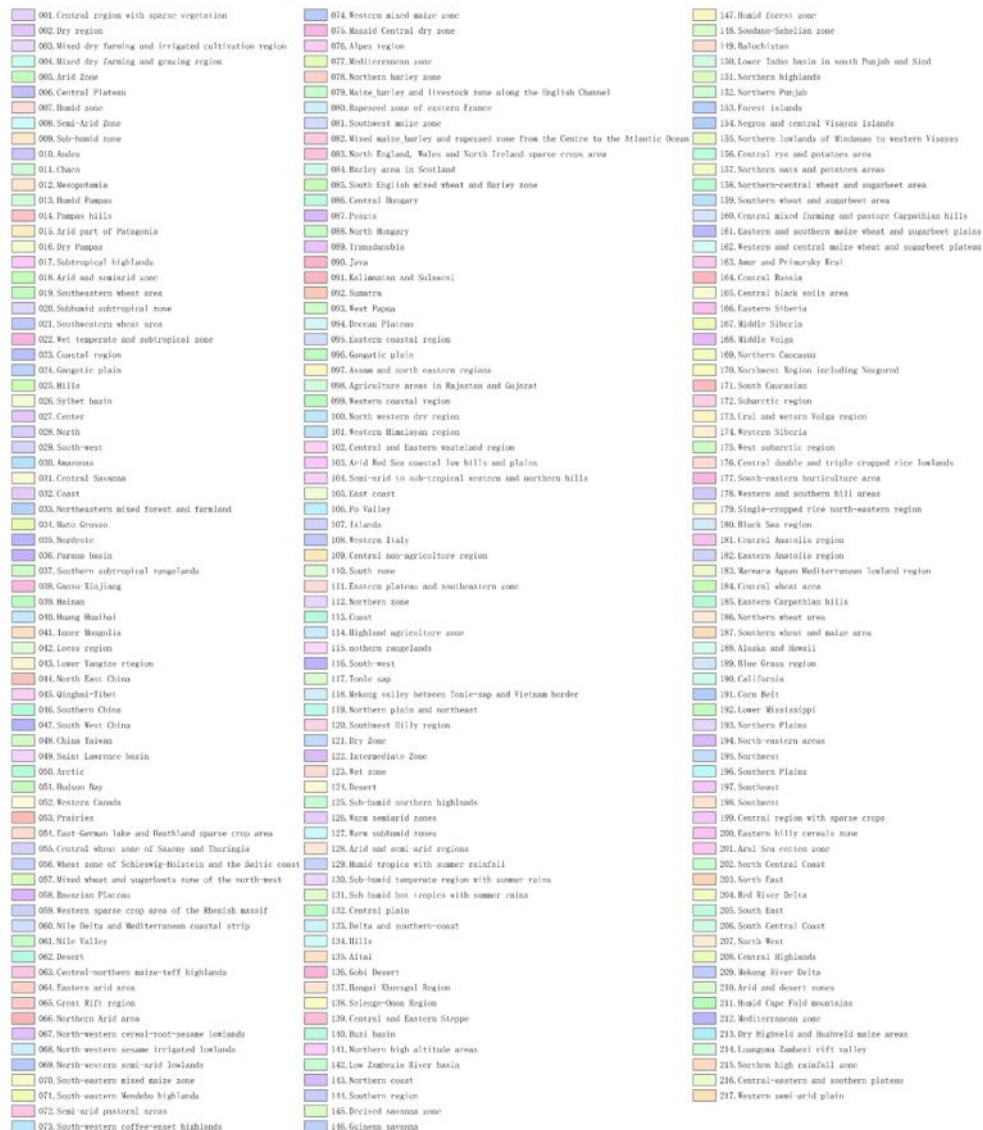 001. Central region with sparse vegetation
002. Dry region
003. Mixed dry farming and irrigated cultivation region
004. Mixed dry farming and grazing region
005. Arid Zone
006. Central Plateau
007. Humid zone
008. Semi-Arid Zone
009. Sub-humid zone
010. Andes
011. Chaco
012. Mesopotamia
013. Humid Pampas
014. Pampas hills
015. Arid part of Patagonia
016. Dry Pampas
017. Subtropical highlands
018. Arid and semiarid zone
019. Southeastern wheat area
020. Subhumid subtropical zone
021. Southwestern wheat area
022. Wet temperate and subtropical zone
023. Coastal region
024. Gangetic plain
025. Hills
026. Sylhet basin
027. Center
028. North
029. South-west
030. Amazonas
031. Central Savanna
032. Coast
033. Northeastern mixed forest and farmland
034. Mato Grosso
035. Nordeste
036. Parana basin
037. Southern subtropical rangelands
038. Gansu-Xinjiang
039. Hainan
040. Huang Huaihai
041. Inner Mongolia
042. Loess region
043. Lower Yangtze rtegion
044. North East China
045. Qinghai-Tibet
046. Southern China
047. South West China
048. China Taiwan
049. Saint Lawrence basin
050. Arctic
051. Hudson Bay
052. Western Canada
053. Prairies
054. East-German lake and Heathland sparse crop area
055. Central wheat zone of Saxony and Thuringia
056. Wheat zone of Schleswig-Holstein and the Baltic coast
057. Mixed wheat and sugarbeets zone of the north-west
058. Bavarian Plateau
059. Western sparse crop area of the Rhenish massif
060. Nile Delta and Mediterranean coastal strip
061. Nile Valley
062. Desert
063. Central-northern maize-teff highlands
064. Eastern arid area
065. Great Rift region
066. Northern Arid area
067. North-western cereal-root-sesame lowlands
068. North-western sesame irrigated lowlands
069. North-western semi-arid lowlands
070. South-eastern mixed maize zone
071. South-eastern Mendebo highlands
072. Semi-arid pastoral areas
073. South-western coffee-enset highlands
074. Western mixed maize zone
075. Massid Central dry zone
076. Alpes region
077. Mediterranean zone
078. Northern barley zone
079. Maize_barley and livestock zone along the English Channel
080. Rapeseed zone of eastern France
081. Southwest maize zone
082. Mixed maize_barley and rapeseed zone from the Centre to the Atlantic Ocean
083. North England, Wales and North Ireland sparse crops area
084. Barley area in Scotland
085. South English mixed wheat and Barley zone
086. Central Hungary
087. Puszta
088. North Hungary
089. Transdanubia
090. Java
091. Kalimantan and Sulawesi
092. Sumatra
093. West Papua
094. Deccan Plateau
095. Eastern coastal region
096. Gangatic plain
097. Assam and north eastern regions
098. Agriculture areas in Rajastan and Gujarat
099. Western coastal region
100. North western dry region
101. Western Himalayan region
102. Central and Eastern wasteland region
103. Arid Red Sea coastal low hills and plains
104. Semi-arid to sub-tropical western and northern hills
105. East coast
106. Po Valley
107. Islands
108. Western Italy
109. Central non-agriculture region
110. South zone
111. Eastern plateau and southeastern zone
112. Northern zone
113. Coast
114. Highland agriculture zone
115. nothern rangelands
116. South-west
117. Tonle sap
118. Mekong valley between Tonle-sap and Vietnam border
119. Northern plain and northeast
120. Southwest Hilly region
121. Dry Zone
122. Intermediate Zone
123. Wet zone
124. Desert
125. Sub-humid northern highlands
126. Warm semiarid zones
127. Warm subhumid zones
128. Arid and semi-arid regions
129. Humid tropics with summer rainfall
130. Sub-humid temperate region with summer rains
131. Sub humid hot tropics with summer rains
132. Central plain
133. Delta and southern-coast
134. Hills
135. Altai
136. Gobi Desert
137. Hangai Khuvsgul Region
138. Selenge-Onon Region
139. Central and Eastern Steppe
140. Buzi basin
141. Northern high altitude areas
142. Low Zambezia River basin
143. Northern coast
144. Southern region
145. Derived savanna zone
146. Guinean savanna
147. Humid forest zone
148. Soudano-Sahelian zone
149. Balochistan
150. Lower Indus basin in south Punjab and Sind
151. Northern highlands
152. Northern Punjab
153. Forest islands
154. Negros and central Visayas islands
155. Northern lowlands of Mindanao to western Visayas
156. Central rye and potatoes area
157. Northern oats and potatoes areas
158. Northern-central wheat and sugarbeet area
159. Southern wheat and sugarbeet area
160. Central mixed farming and pasture Carpathian hills
161. Eastern and southern maize wheat and sugarbeet plains
162. Western and central maize wheat and sugarbeet plateau
163. Amur and Primorsky Krai
164. Central Russia
165. Central black soils area
166. Eastern Siberia
167. Middle Siberia
168. Middle Volga
169. Northern Caucasus
170. Northwest Region including Novgorod
171. South Caucasian
172. Subarctic region
173. Ural and western Volga region
174. Western Siberia
175. West subarctic region
176. Central double and triple cropped rice lowlands
177. South-eastern horticulture area
178. Western and southern hill areas
179. Single-cropped rice north-eastern region
180. Black Sea region
181. Central Anatolia region
182. Eastern Anatolia region
183. Marmara Agean Mediterranean lowland region
184. Central wheat area
185. Eastern Carpathian hills
186. Northern wheat area
187. Southern wheat and maize area
188. Alaska and Hawaii
189. Blue Grass region
190. California
191. Corn Belt
192. Lower Mississippi
193. Northern Plains
194. North-eastern areas
195. Northwest
196. Southern Plains
197. Southeast
198. Southwest
199. Central region with sparse crops
200. Eastern hilly cereals zone
201. Aral Sea cotton zone
202. North Central Coast
203. North East
204. Red River Delta
205. South East
206. South Central Coast
207. North West
208. Central Highlands
209. Mekong River Delta
210. Arid and desert zones
211. Humid Cape Fold mountains
212. Mediterranean zone
213. Dry Highveld and Bushveld maize areas
214. Luangwa Zambezi rift valley
215. Northen high rainfall zone
216. Central-eastern and southern plateau
217. Western semi-arid plain